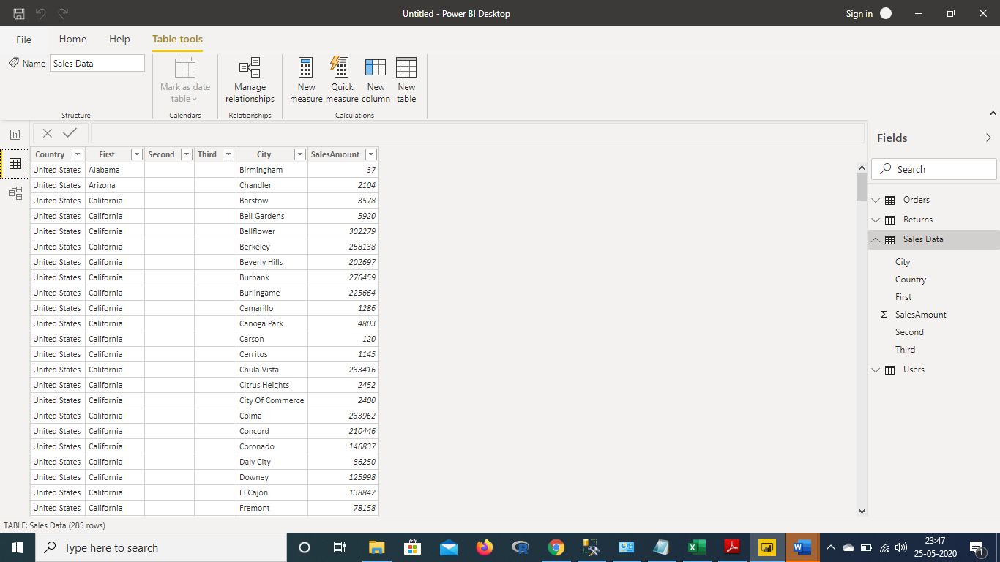 Untitled - Power BI Desktop
Sign in
File Home Help Table tools
Name Sales Data
Mark as date table
Manage relationships
New measure
Quick measure
New column
New table
Structure Calendars Relationships Calculations
Country First Second Third City SalesAmount
United States Alabama Birmingham 37
United States Arizona Chandler 2104
United States California Barstow 3578
United States California Bell Gardens 5920
United States California Bellflower 302279
United States California Berkeley 258138
United States California Beverly Hills 202697
United States California Burbank 276459
United States California Burlingame 225664
United States California Camarillo 1286
United States California Canoga Park 4803
United States California Carson 120
United States California Cerritos 1145
United States California Chula Vista 233416
United States California Citrus Heights 2452
United States California City Of Commerce 2400
United States California Colma 233962
United States California Concord 210446
United States California Coronado 146837
United States California Daly City 86250
United States California Downey 125998
United States California El Cajon 138842
United States California Fremont 78158
Fields
Search
Orders
Returns
Sales Data
City
Country
First
Σ SalesAmount
Second
Third
Users
TABLE: Sales Data (285 rows)
Type here to search
23:47
25-05-2020
1